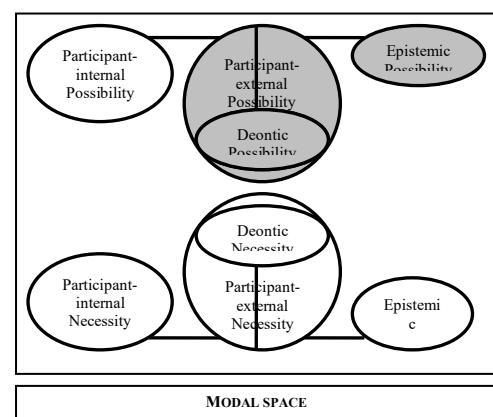 Participant-
internal
Possibility
Participant-
external
Possibility
Epistemic
Possibility
Deontic
Possibility
Deontic
Necessity
Participant-
internal
Necessity
Participant-
external
Necessity
Epistemi
c
MODAL SPACE